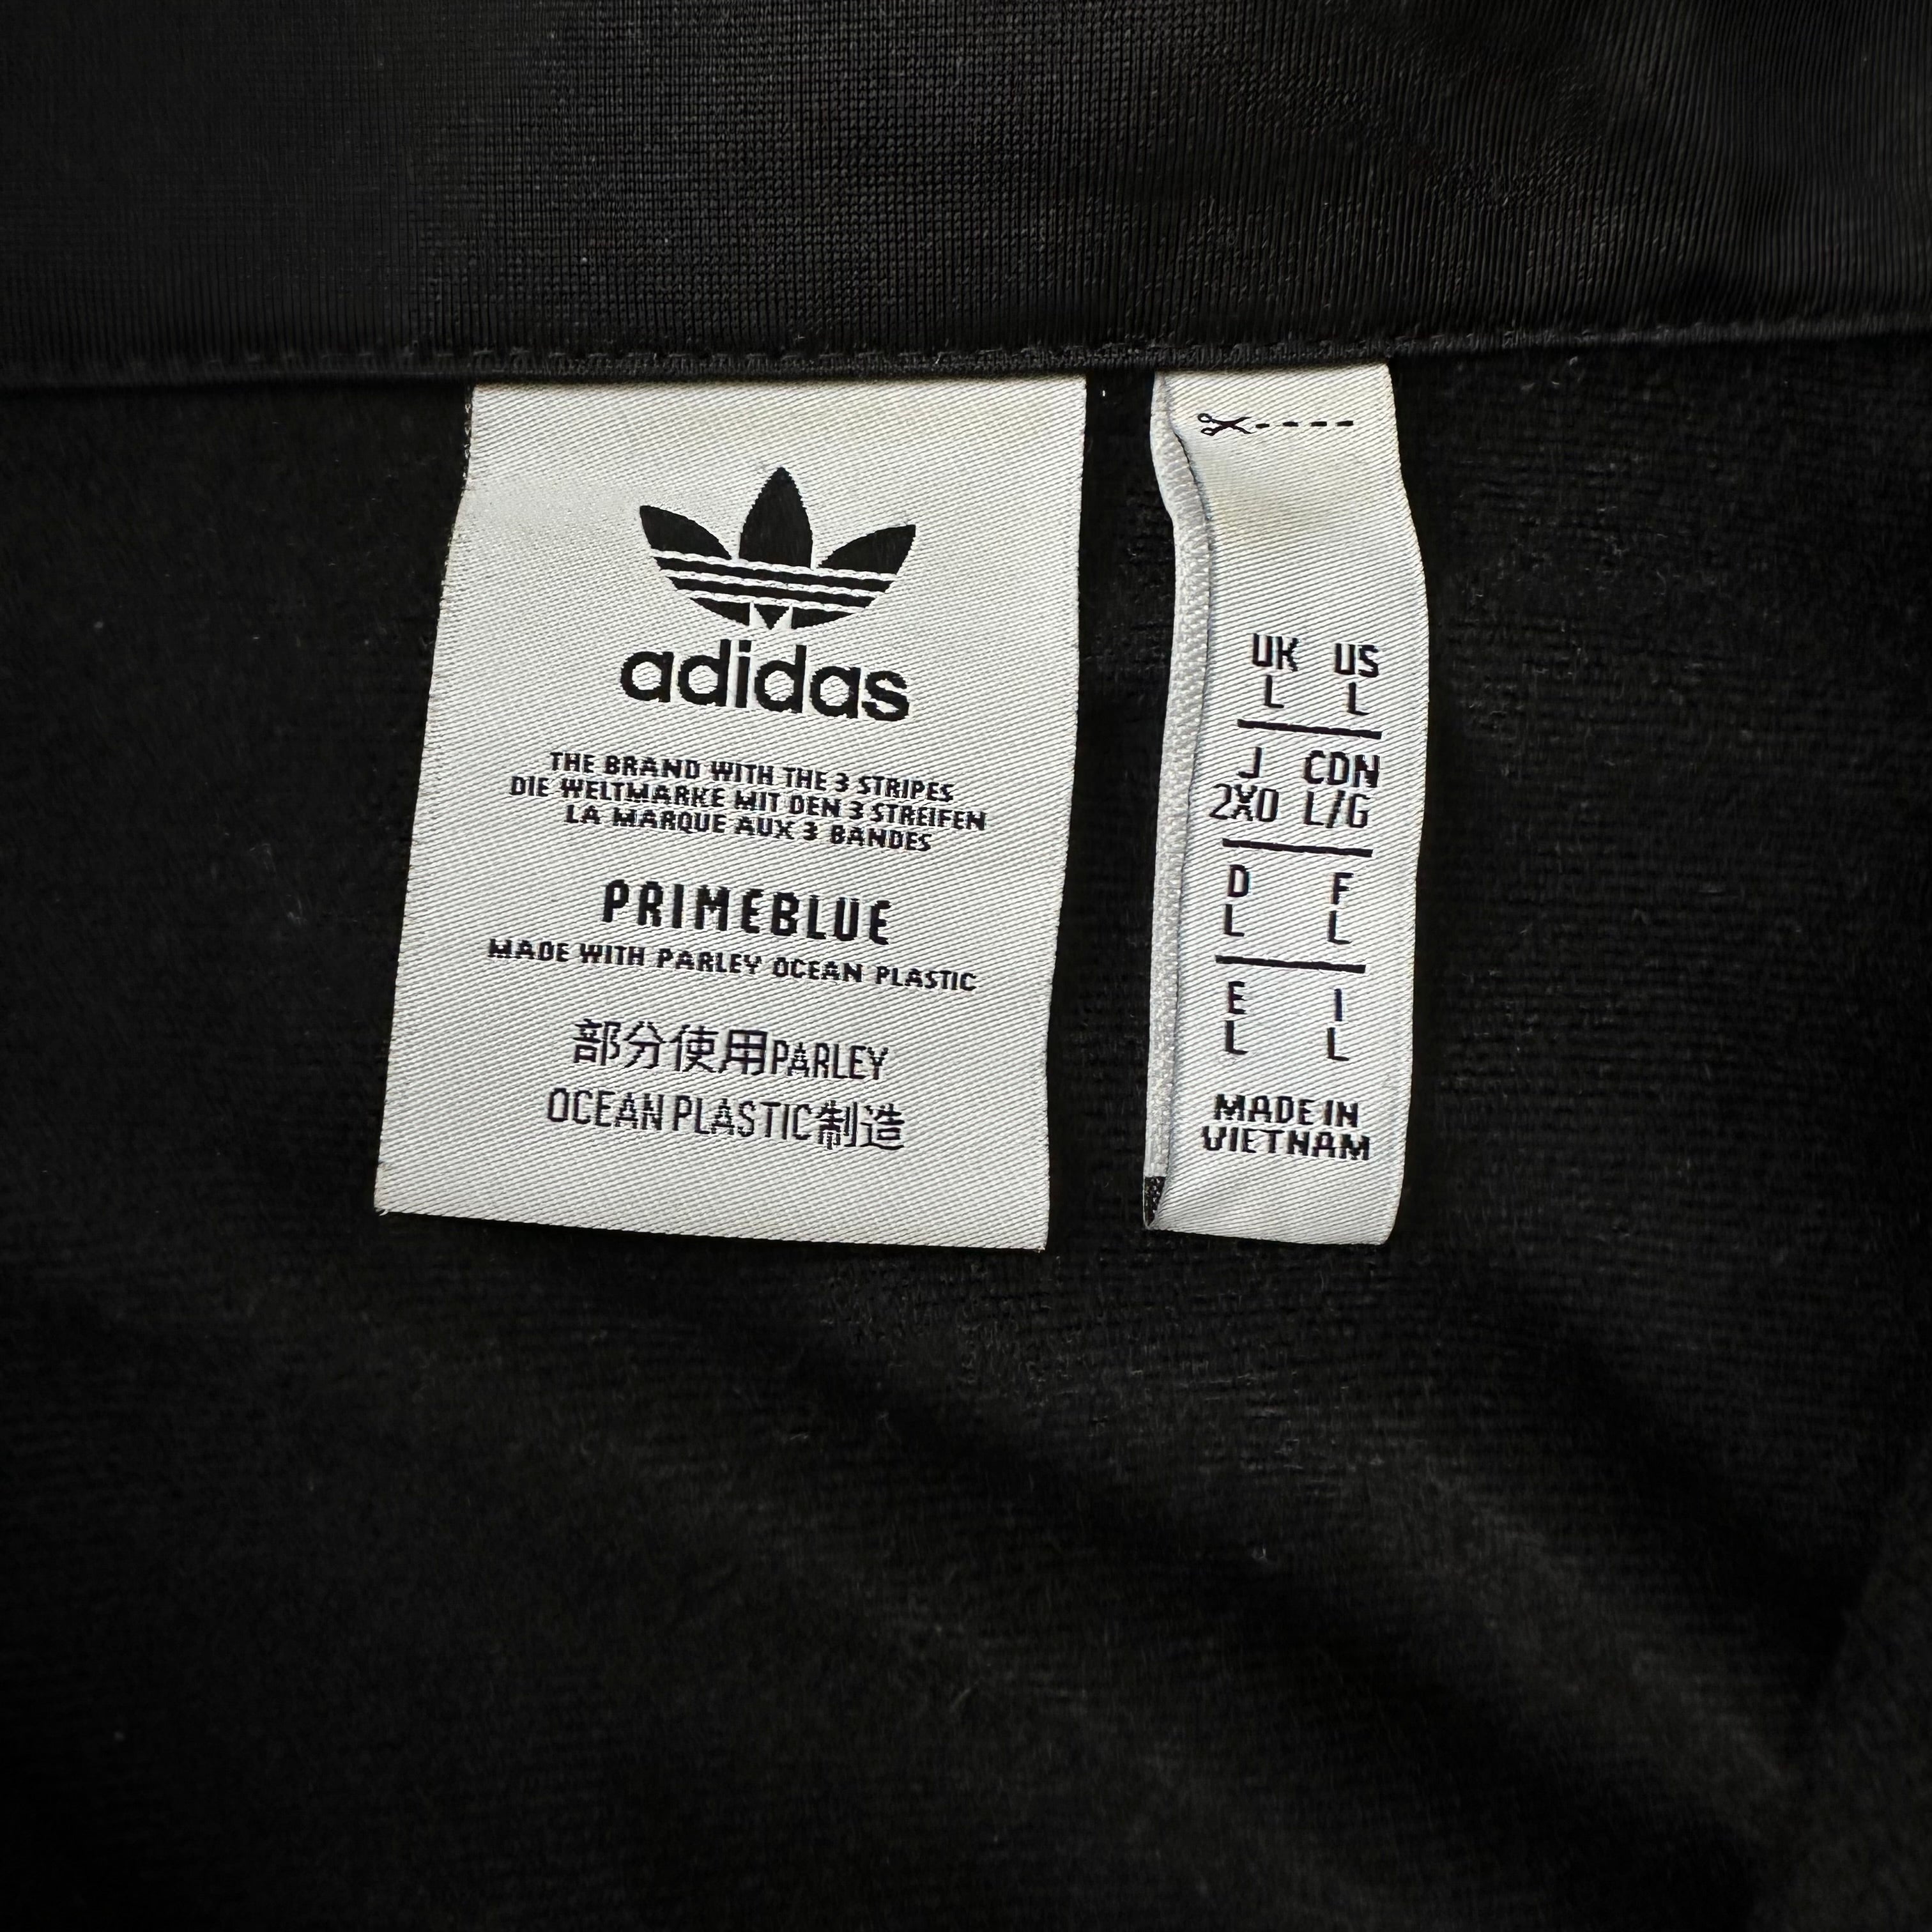 adidas
THE BRAND WITH THE 3 STRIPES
DIE WELTMARKE MIT DEN 3 STREIFEN
LA MARQUE AUX 3 BANDES
PRIMEBLUE
MADE WITH PARLEY OCEAN PLASTIC
部分使用PARLEY
OCEAN PLASTIC制造
UK US
L L
J CDN
2XO L/G
D F
L L
E I
L L
MADE IN
VIETNAM